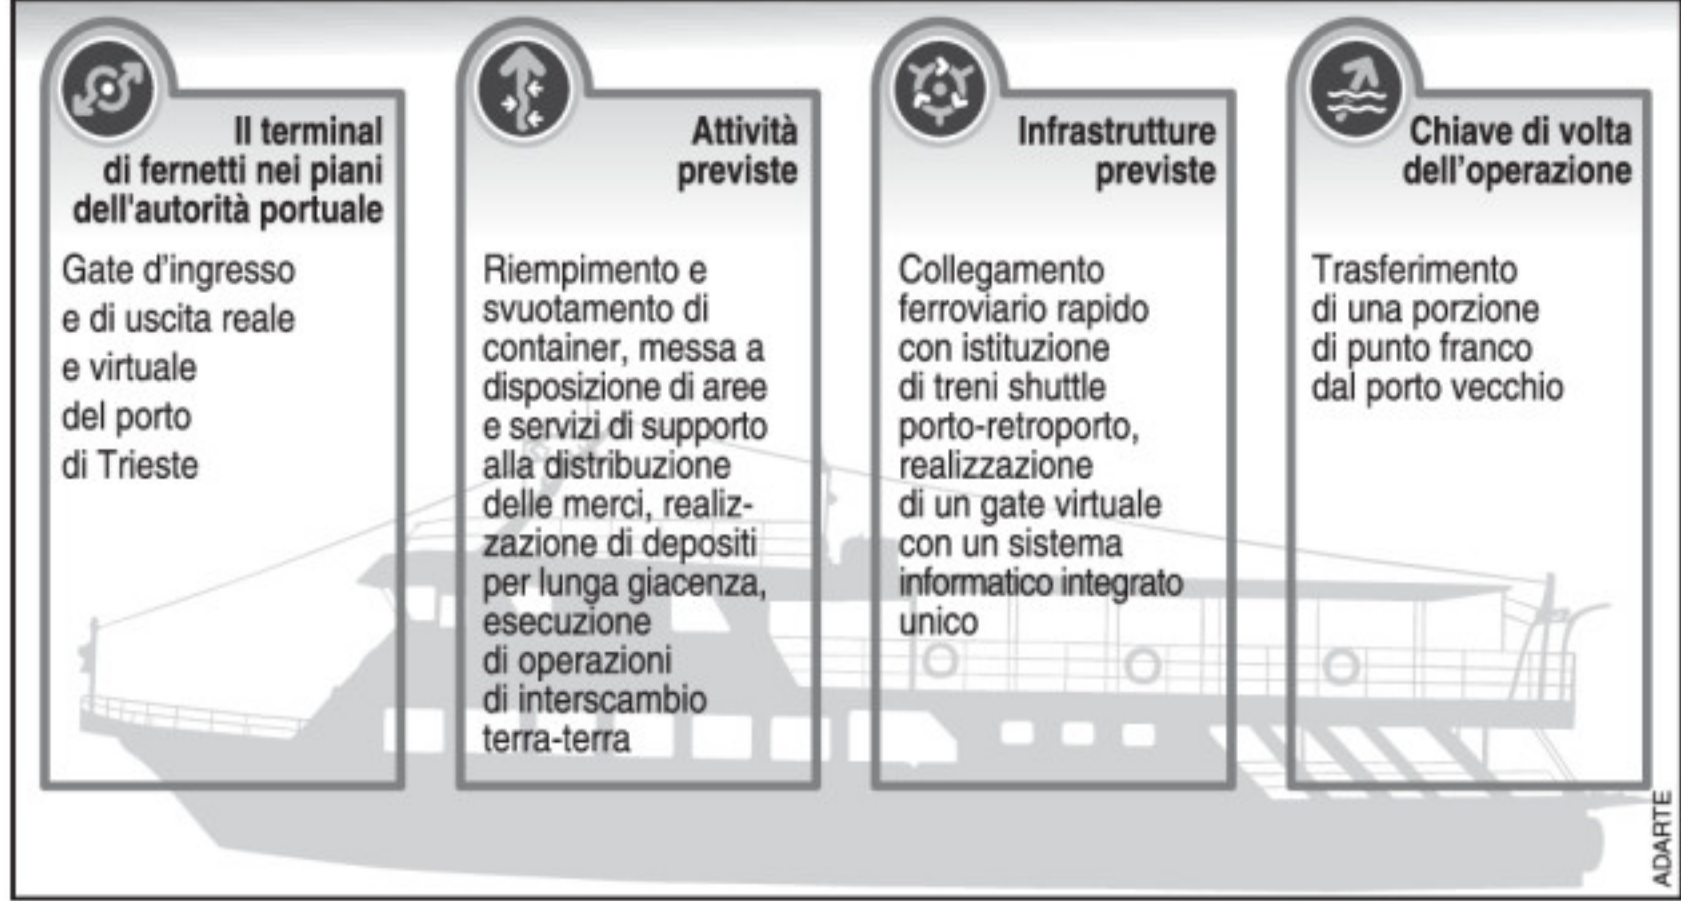 Il terminal
di fernetti nei piani
dell'autorità portuale
Gate d’ingresso
e di uscita reale
e virtuale
del porto
di Trieste
Attività
previste
Riempimento e
svuotamento di
container, messa a
disposizione di aree
e servizi di supporto
alla distribuzione
delle merci, realiz-
zazione di depositi
per lunga giacenza,
esecuzione
di operazioni
di interscambio
terra-terra
Infrastrutture
previste
Collegamento
ferroviario rapido
con istituzione
di treni shuttle
porto-retroporto,
realizzazione
di un gate virtuale
con un sistema
informatico integrato
unico
Chiave di volta
dell’operazione
Trasferimento
di una porzione
di punto franco
dal porto vecchio
ADARTE